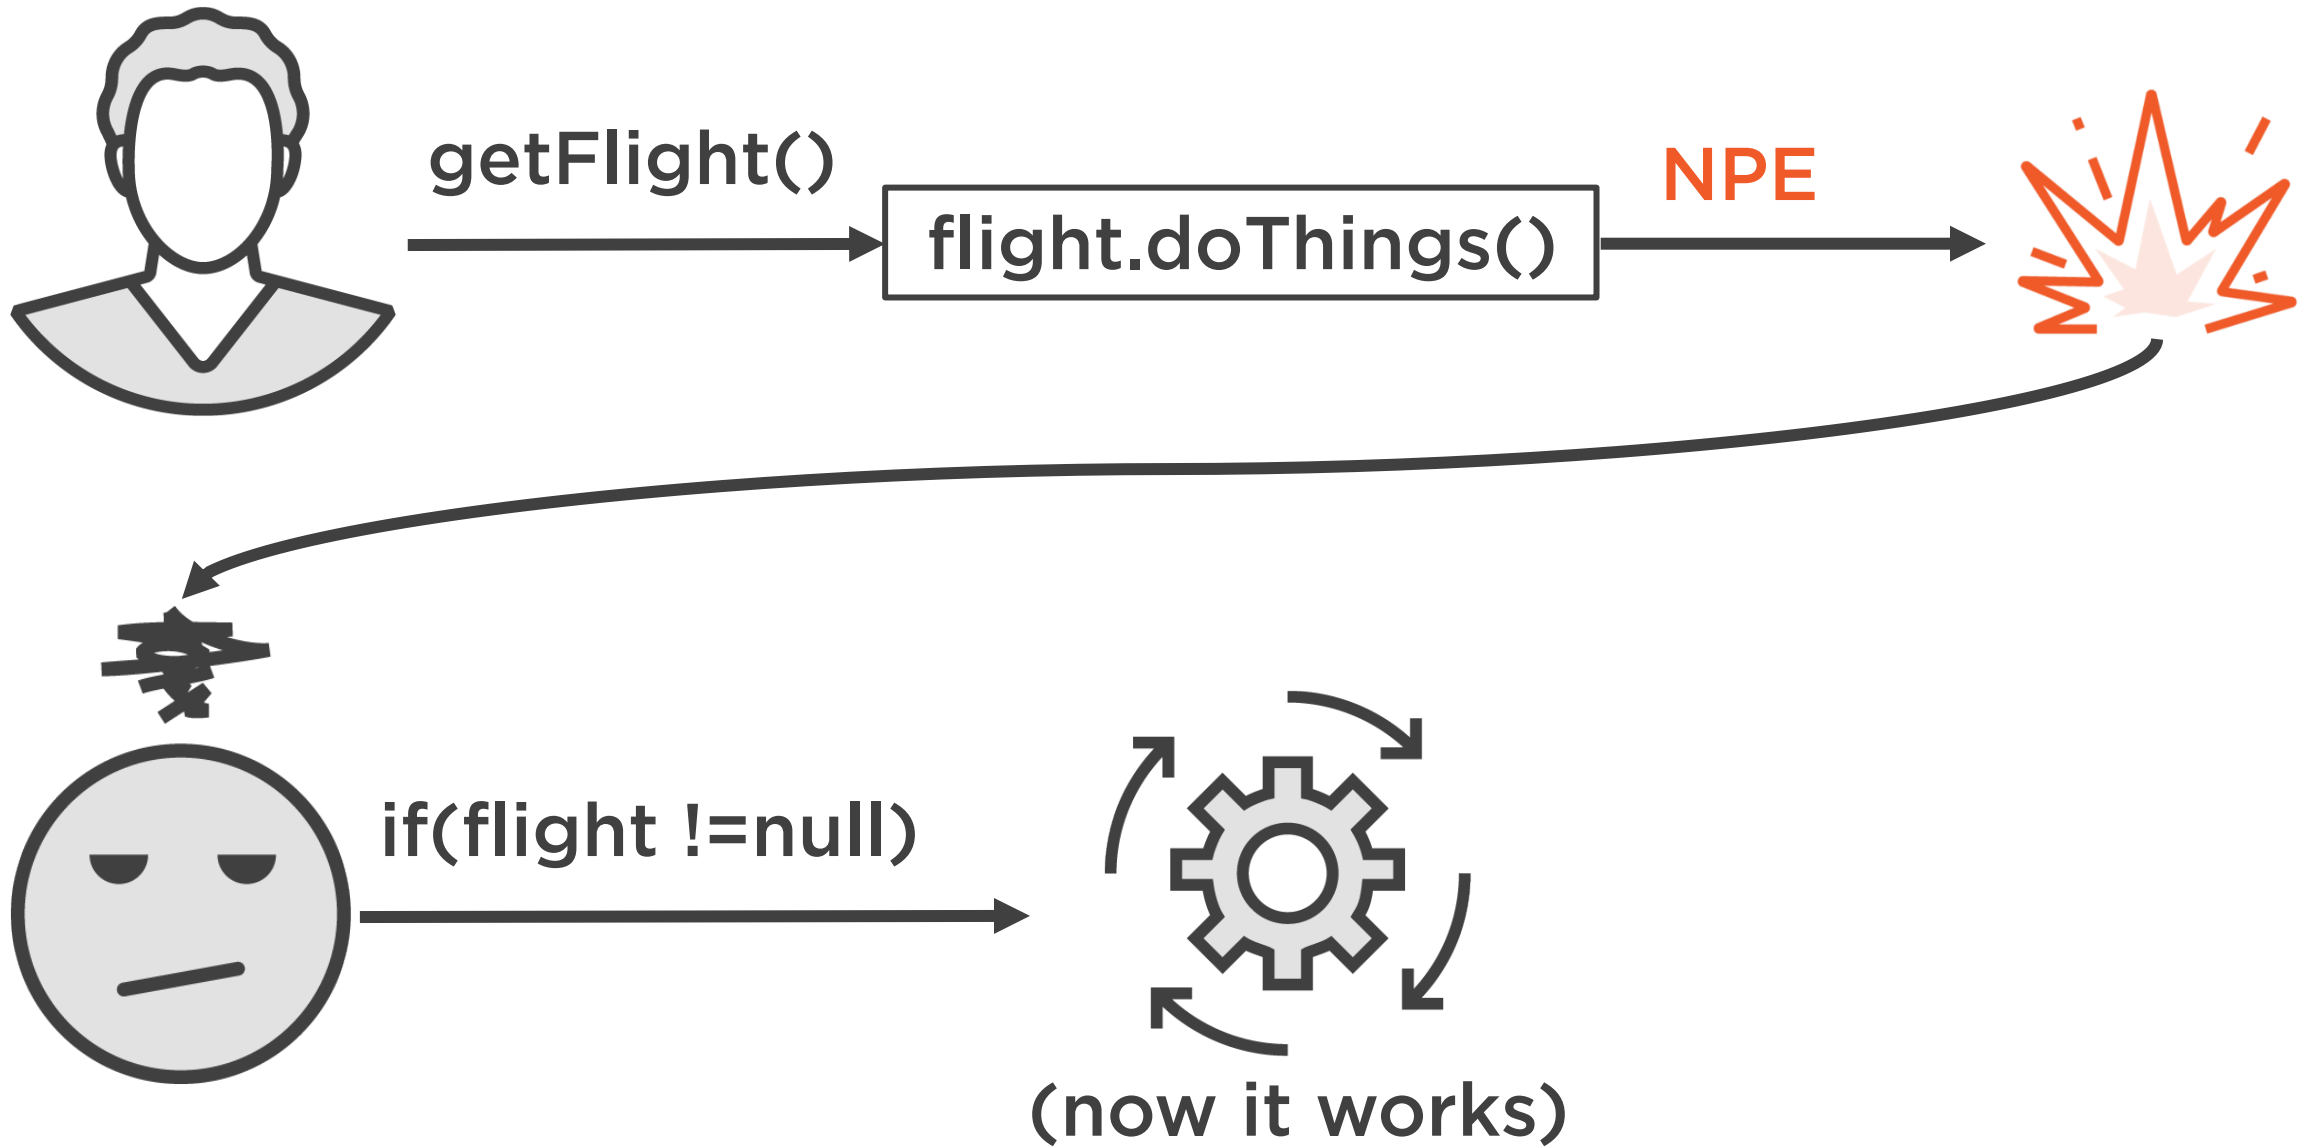 getFlight()
flight.doThings()
NPE
if(flight !=null)
(now it works)